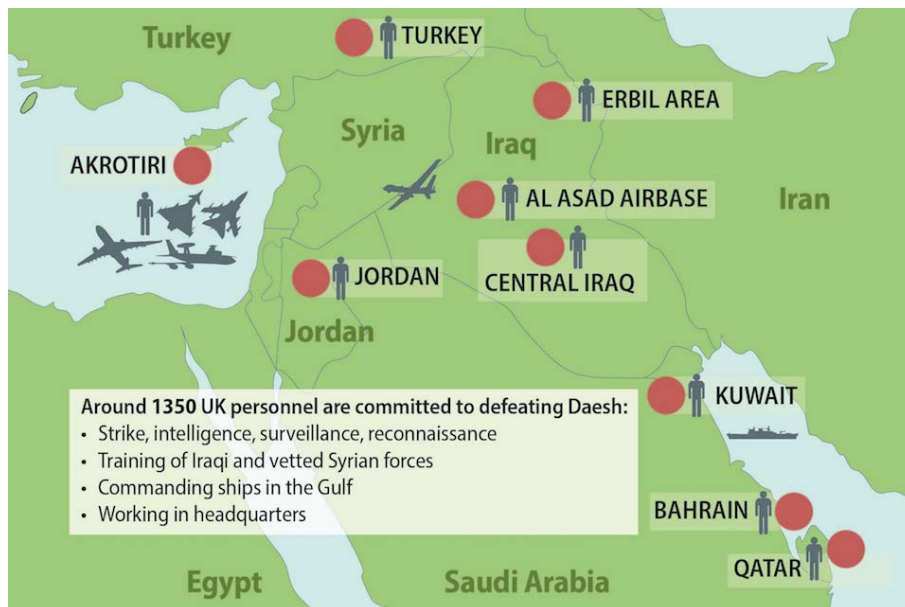 Turkey
TURKEY
ERBIL AREA
Syria
Iraq
AKROTIRI
AL ASAD AIRBASE
Iran
CENTRAL IRAQ
JORDAN
Jordan
KUWAIT
Around 1350 UK personnel are committed to defeating Daesh:
• Strike, intelligence, surveillance, reconnaissance
• Training of Iraqi and vetted Syrian forces
• Commanding ships in the Gulf
• Working in headquarters
BAHRAIN
QATAR
Egypt
Saudi Arabia